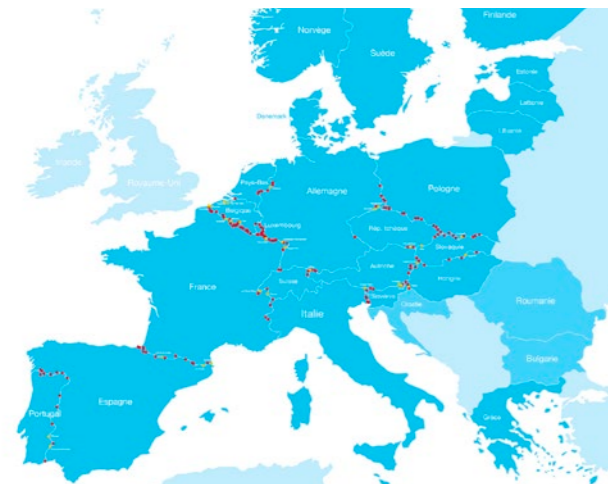 Finlande
Norvège
Suède
Estonie
Lettonie
Lituanie
Danemark
Irlande
Royaume-Uni
Pays-Bas
Allemagne
Pologne
Belgique
Luxembourg
Rép. tchèque
Slovaquie
Autriche
France
Suisse
Hongrie
Slovénie
Croatie
Roumanie
Italie
Bulgarie
Portugal
Espagne
Grèce